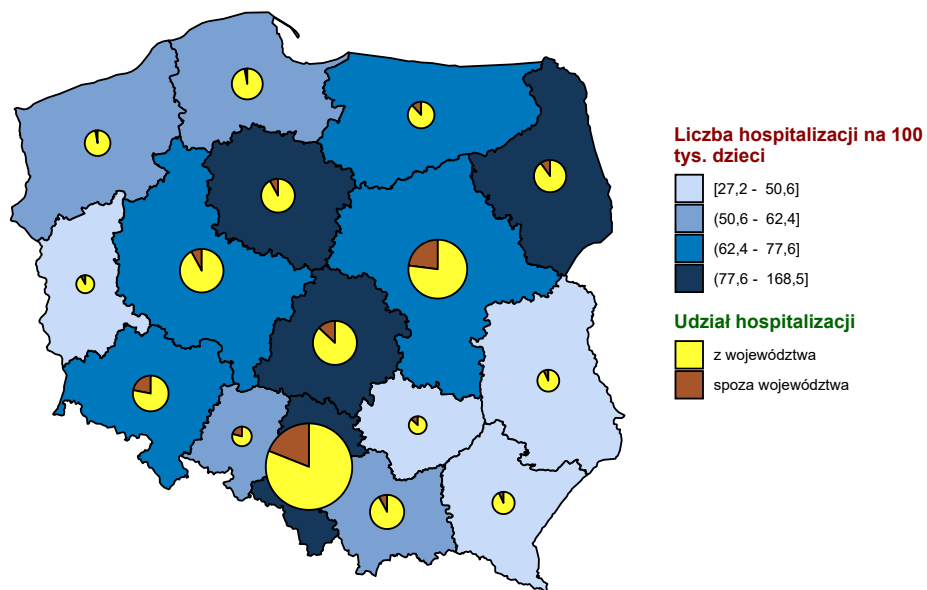 Liczba hospitalizacji na 100
tys. dzieci
[27,2 - 50,6]
(50,6 - 62,4]
(62,4 - 77,6]
(77,6 - 168,5]
Udział hospitalizacji
z województwa
spoza województwa